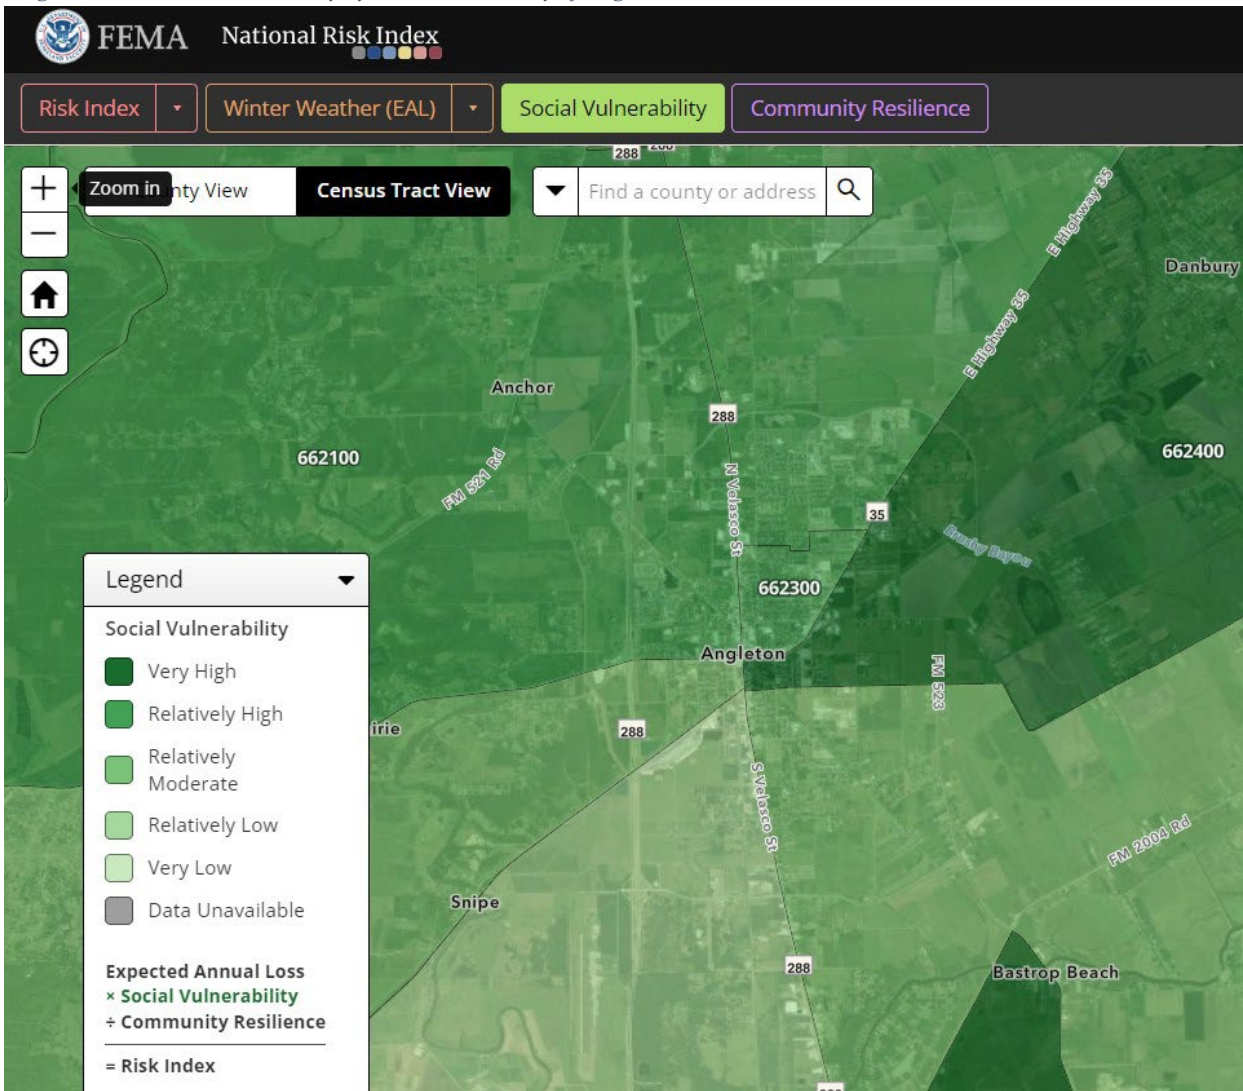 FEMA
National Risk Index
Risk Index
Winter Weather (EAL)
Social Vulnerability
Community Resilience
288
Zoom in
nty View
Census Tract View
Find a county or address
E Highway 35
Danbury
E Highway 35
Anchor
288
662100
662400
FM 521 Rd
N Velasco St
35
Brushy Bayou
662300
Angleton
FM 523
Legend
Social Vulnerability
Very High
Relatively High
Relatively
Moderate
Relatively Low
Very Low
Data Unavailable
Expected Annual Loss
× Social Vulnerability
÷ Community Resilience
= Risk Index
irie
288
S Velasco St
FM 2004 Rd
Snipe
288
Bastrop Beach